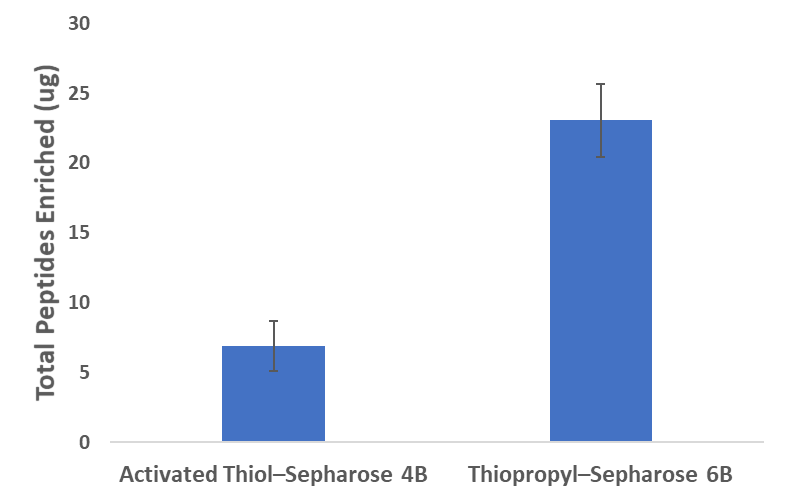 30
25
20
15
10
5
0
Total Peptides Enriched (ug)
Activated Thiol–Sepharose 4B
Thiopropyl–Sepharose 6B